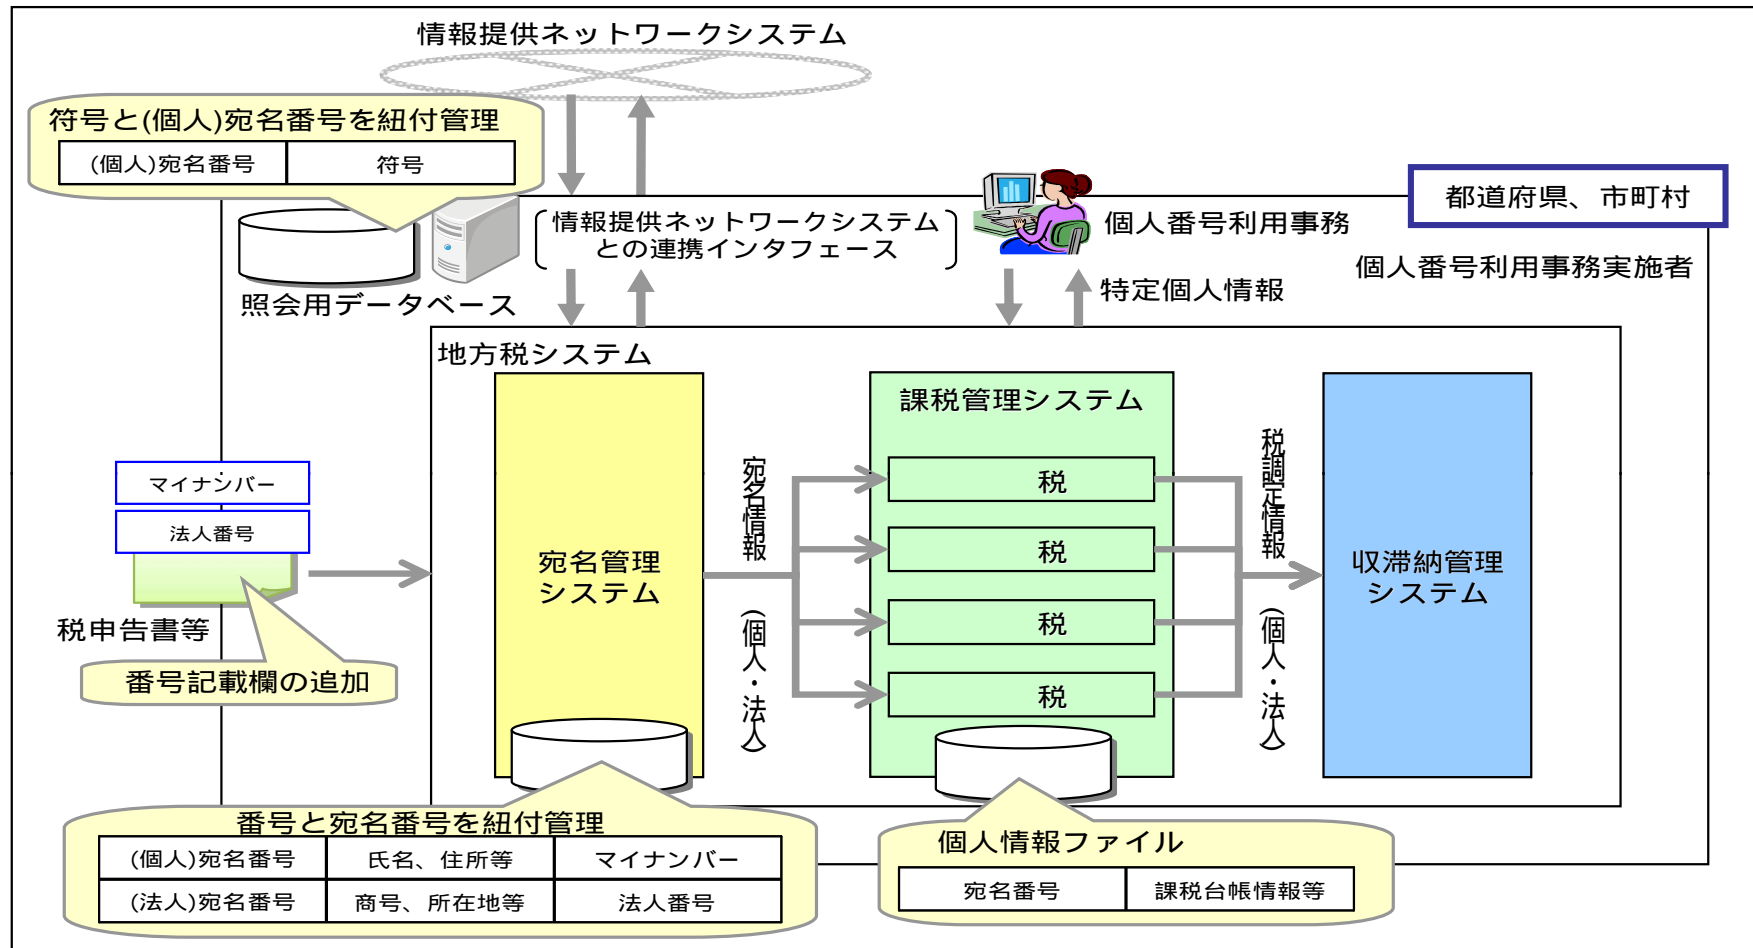 情報提供ネットワークシステム
符号と(個人)宛名番号を紐付管理
(個人)宛名番号
符号
都道府県、市町村
情報提供ネットワークシステム
との連携インタフェース
個人番号利用事務
個人番号利用事務実施者
照会用データベース
特定個人情報
地方税システム
マイナンバー
法人番号
税申告書等
番号記載欄の追加
宛名管理
システム
宛名情報
(個人・法人)
課税管理システム
税
税
税
税
税調定情報
(個人・法人)
収滞納管理
システム
番号と宛名番号を紐付管理
(個人)宛名番号
氏名、住所等
マイナンバー
(法人)宛名番号
商号、所在地等
法人番号
個人情報ファイル
宛名番号
課税台帳情報等